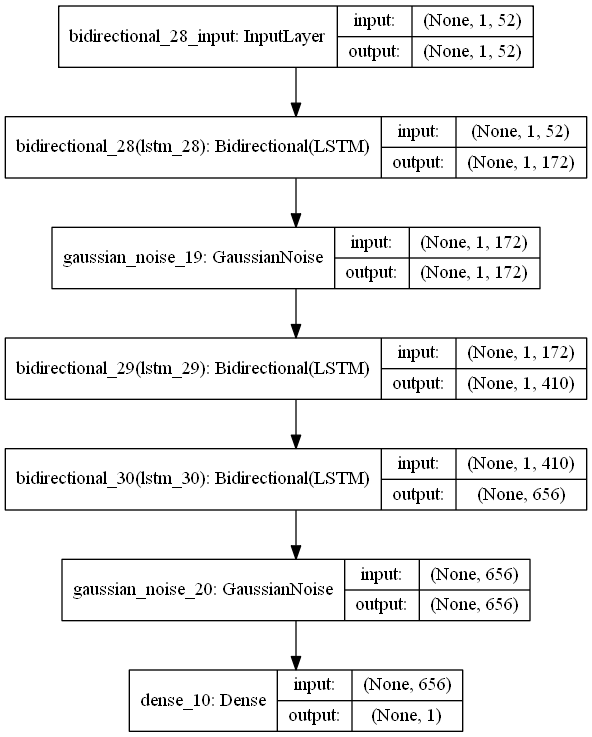 bidirectional_28_input: InputLayer
input: (None, 1, 52)
output: (None, 1, 52)
bidirectional_28(lstm_28): Bidirectional(LSTM)
input: (None, 1, 52)
output: (None, 1, 172)
gaussian_noise_19: GaussianNoise
input: (None, 1, 172)
output: (None, 1, 172)
bidirectional_29(lstm_29): Bidirectional(LSTM)
input: (None, 1, 172)
output: (None, 1, 410)
bidirectional_30(lstm_30): Bidirectional(LSTM)
input: (None, 1, 410)
output: (None, 656)
gaussian_noise_20: GaussianNoise
input: (None, 656)
output: (None, 656)
dense_10: Dense
input: (None, 656)
output: (None, 1)